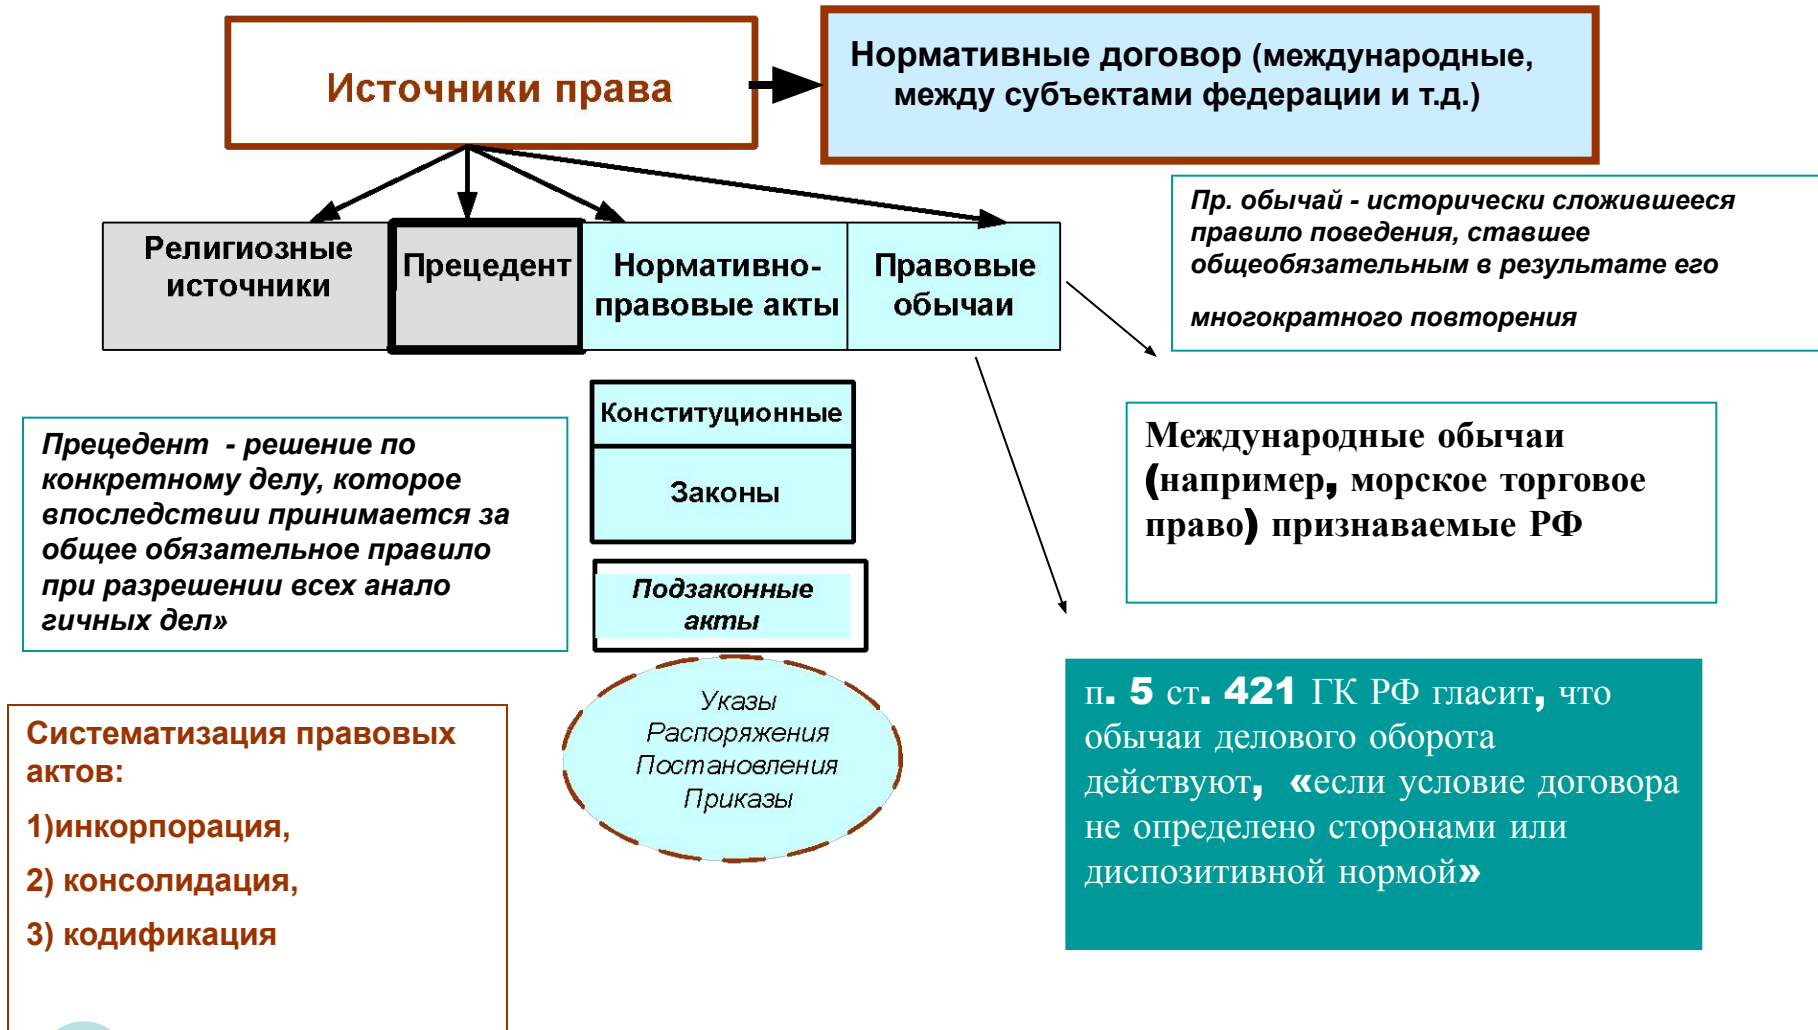 Источники права
Нормативные договор (международные,
между субъектами федерации и т.д.)
Религиозные
источники
Прецедент
Нормативно-
правовые акты
Правовые
обычаи
Пр. обычай - исторически сложившееся
правило поведения, ставшее
общеобязательным в результате его
многократного повторения
Прецедент - решение по
конкретному делу, которое
впоследствии принимается за
общее обязательное правило
при разрешении всех анало
гичных дел»
Конституционные
Законы
Подзаконные
акты
Указы
Распоряжения
Постановления
Приказы
Международные обычаи
(например, морское торговое
право) признаваемые РФ
п. 5 ст. 421 ГК РФ гласит, что
обычаи делового оборота
действуют, «если условие договора
не определено сторонами или
диспозитивной нормой»
Систематизация правовых
актов:
1)инкорпорация,
2) консолидация,
3) кодификация